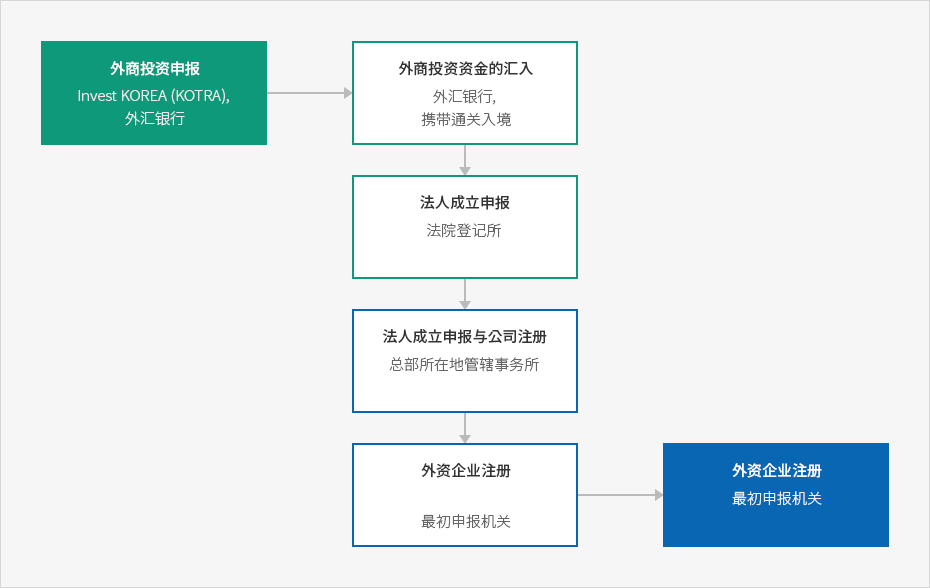 外商投资申报
Invest KOREA (KOTRA),
外汇银行
外商投资资金的汇入
外汇银行,
携带通关入境
法人成立申报
法院登记所
法人成立申报与公司注册
总部所在地管辖事务所
外资企业注册
最初申报机关
外资企业注册
最初申报机关